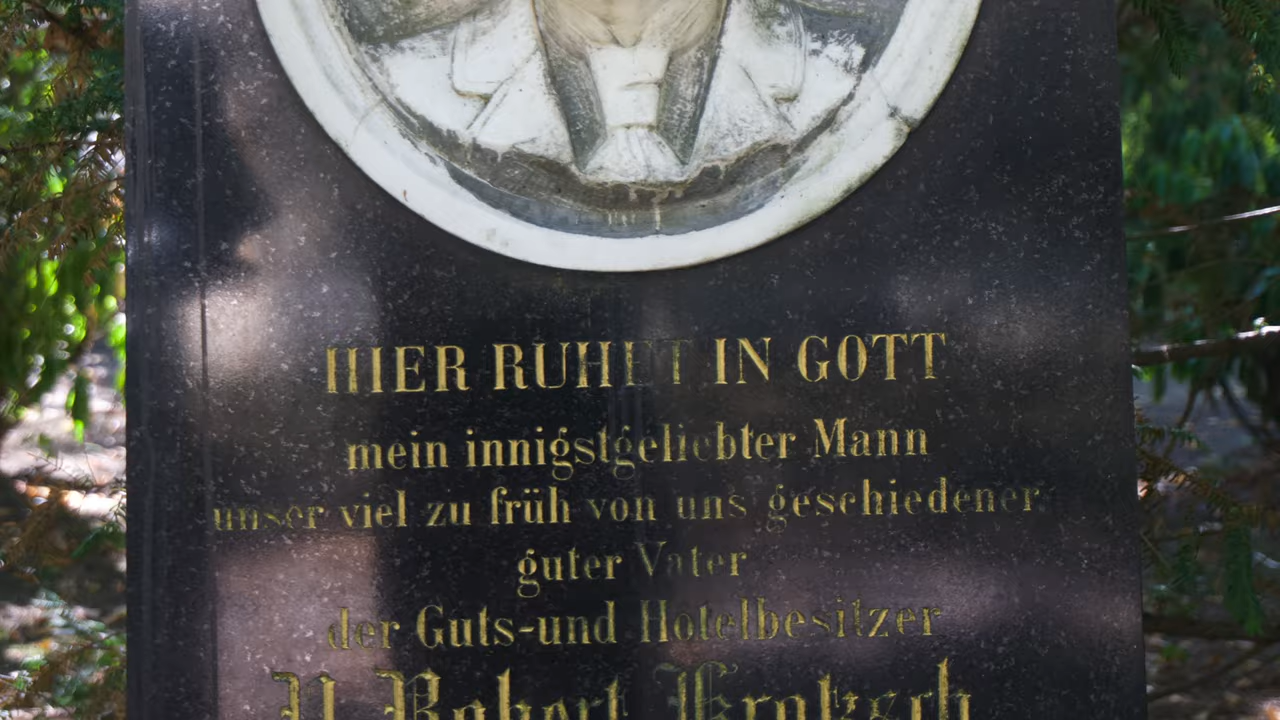 HIER RUHET IN GOTT
mein innigstgeliebter Mann
unser viel zu früh von uns geschiedener
guter Vater
der Guts-und Hotelbesitzer
Robert